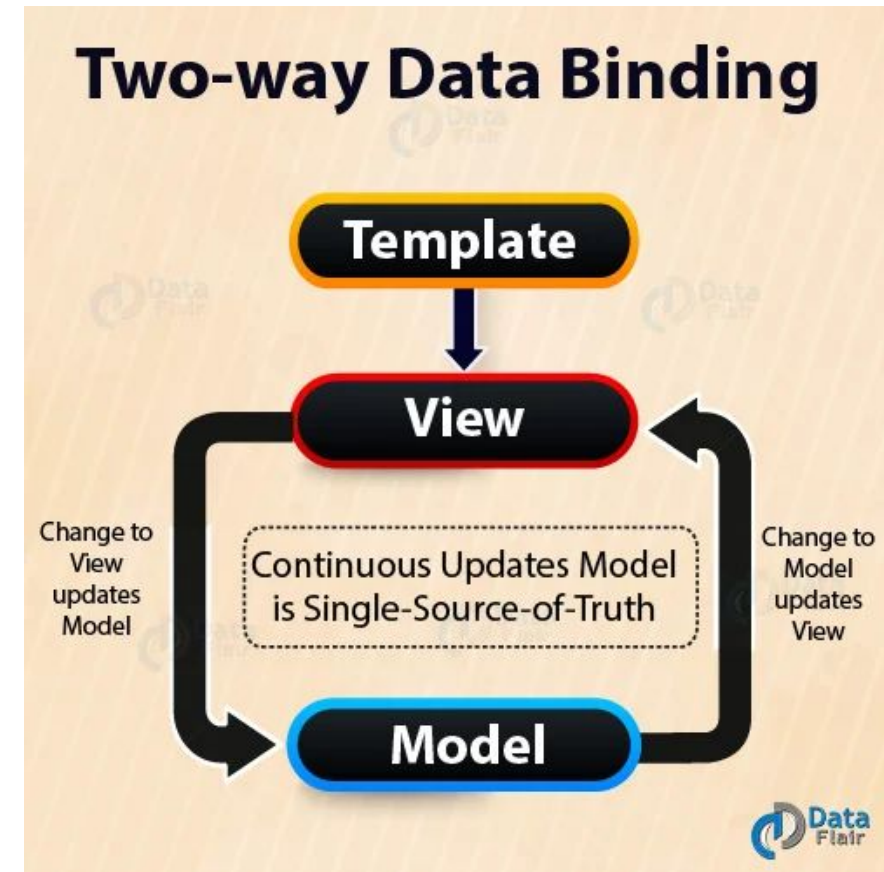 Two-way Data Binding
Template
View
Change to
View
updates
Model
Continuous Updates Model
is Single-Source-of-Truth
Change to
Model
updates
View
Model
Data
Flair